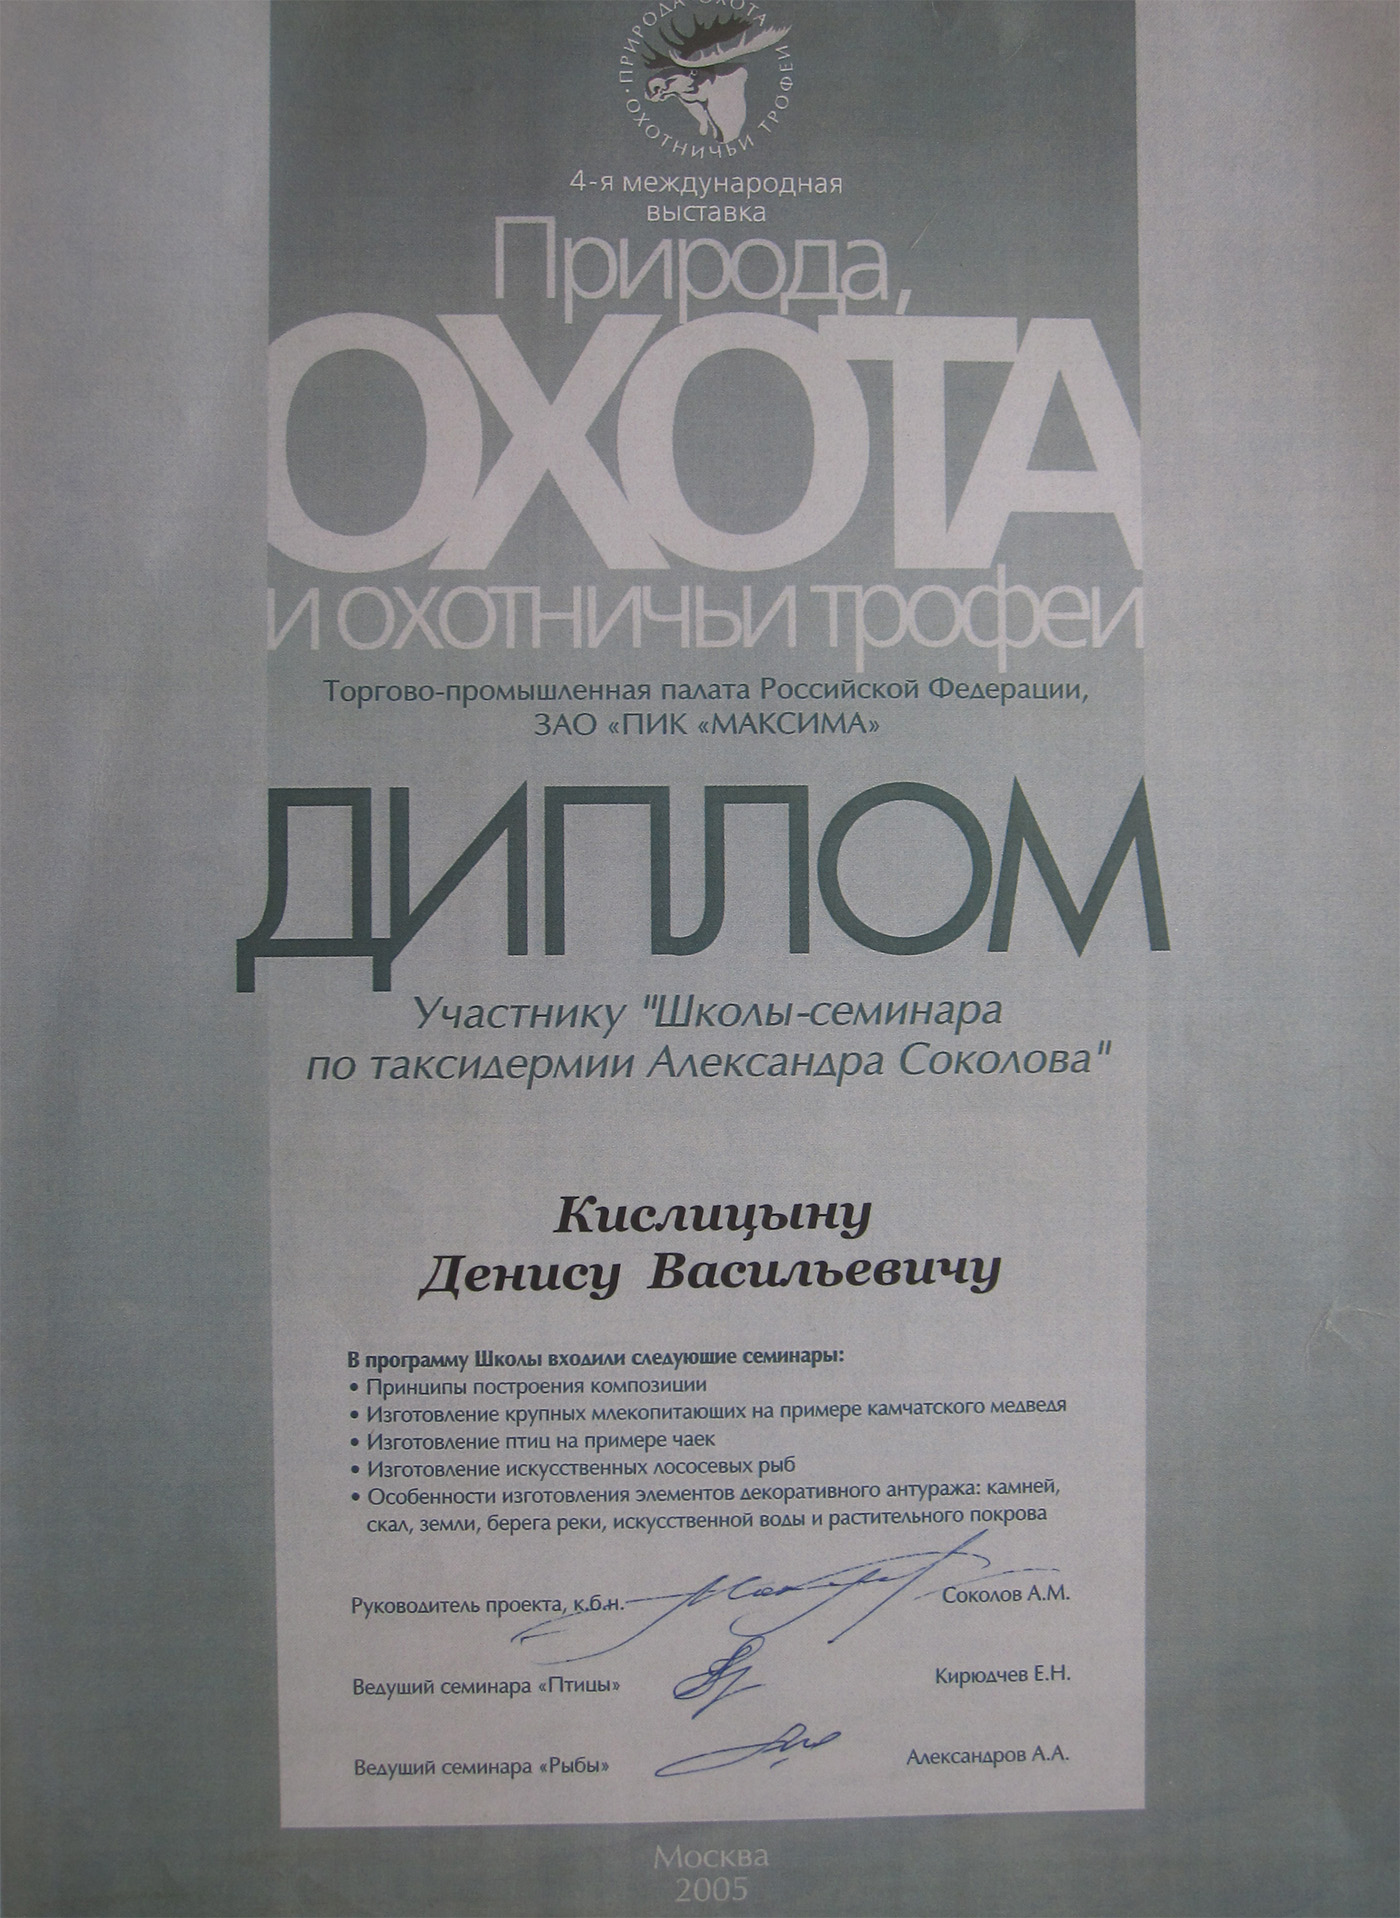 ПРИРОДА · ОХОТА · ОХОТНИЧЬИ ТРОФЕИ
4-я международная
выставка
Природа,
ОХОТА
и охотничьи трофеи
Торгово-промышленная палата Российской Федерации,
ЗАО «ПИК «МАКСИМА»
ДИПЛОМ
Участнику "Школы-семинара
по таксидермии Александра Соколова"
Кислицыну
Денису Васильевичу
В программу Школы входили следующие семинары:
• Принципы построения композиции
• Изготовление крупных млекопитающих на примере камчатского медведя
• Изготовление птиц на примере чаек
• Изготовление искусственных лососевых рыб
• Особенности изготовления элементов декоративного антуража: камней,
скал, земли, берега реки, искусственной воды и растительного покрова
Руководитель проекта, к.б.н. Соколов А.М.
Ведущий семинара «Птицы» Кирюдчев Е.Н.
Ведущий семинара «Рыбы» Александров А.А.
Москва
2005